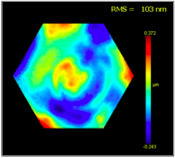 RMS = 103 nm
0.372
μm
-0.243